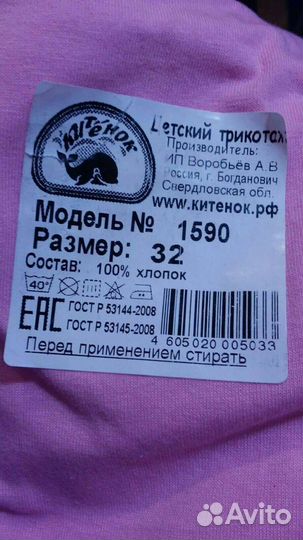 КИТёНОК
Детский трикотаж
Производитель:
ИП Воробьёв А.В
Россия, г. Богданович
Свердловская обл.
www.китенок.рф
Модель № 1590
Размер: 32
Состав: 100% хлопок
40°
ЕАС ГОСТ Р 53144-2008
ГОСТ Р 53145-2008
4 605020 005033
Перед применением стирать
Avito